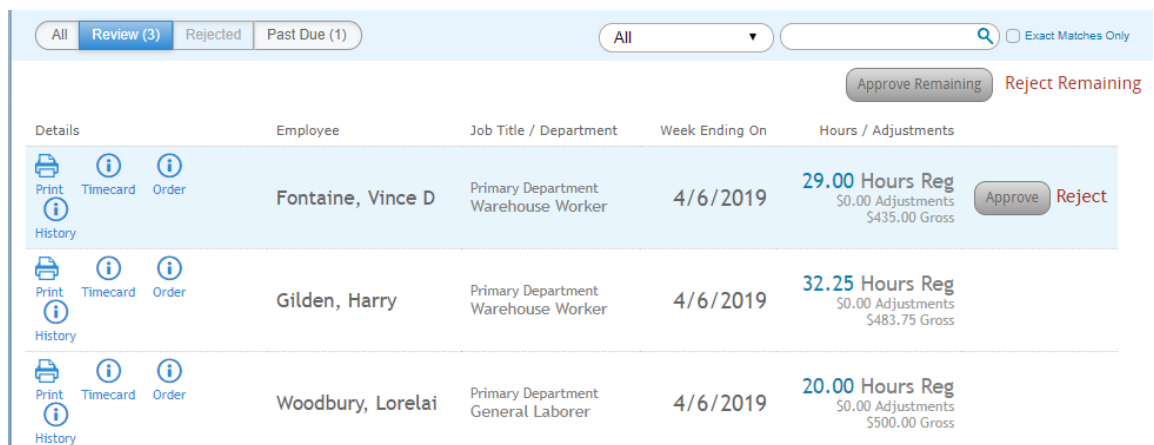 All Review (3) Rejected Past Due (1) All Exact Matches Only
Approve Remaining Reject Remaining
Details Employee Job Title / Department Week Ending On Hours / Adjustments
Print Timecard Order
History
Fontaine, Vince D
Primary Department
Warehouse Worker
4/6/2019
29.00 Hours Reg
$0.00 Adjustments
$435.00 Gross
Approve Reject
Print Timecard Order
History
Gilden, Harry
Primary Department
Warehouse Worker
4/6/2019
32.25 Hours Reg
$0.00 Adjustments
$483.75 Gross
Print Timecard Order
History
Woodbury, Lorelai
Primary Department
General Laborer
4/6/2019
20.00 Hours Reg
$0.00 Adjustments
$500.00 Gross